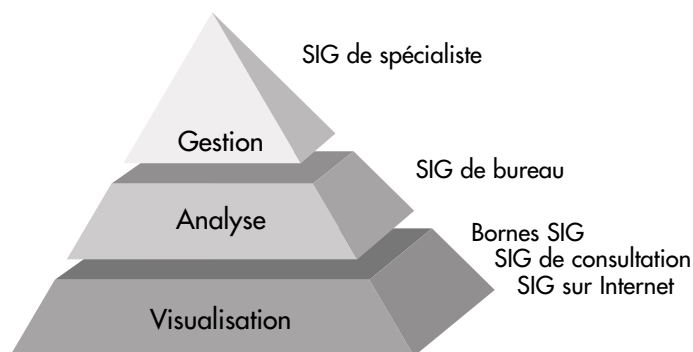 SIG de spécialiste
Gestion
SIG de bureau
Analyse
Bornes SIG
SIG de consultation
SIG sur Internet
Visualisation